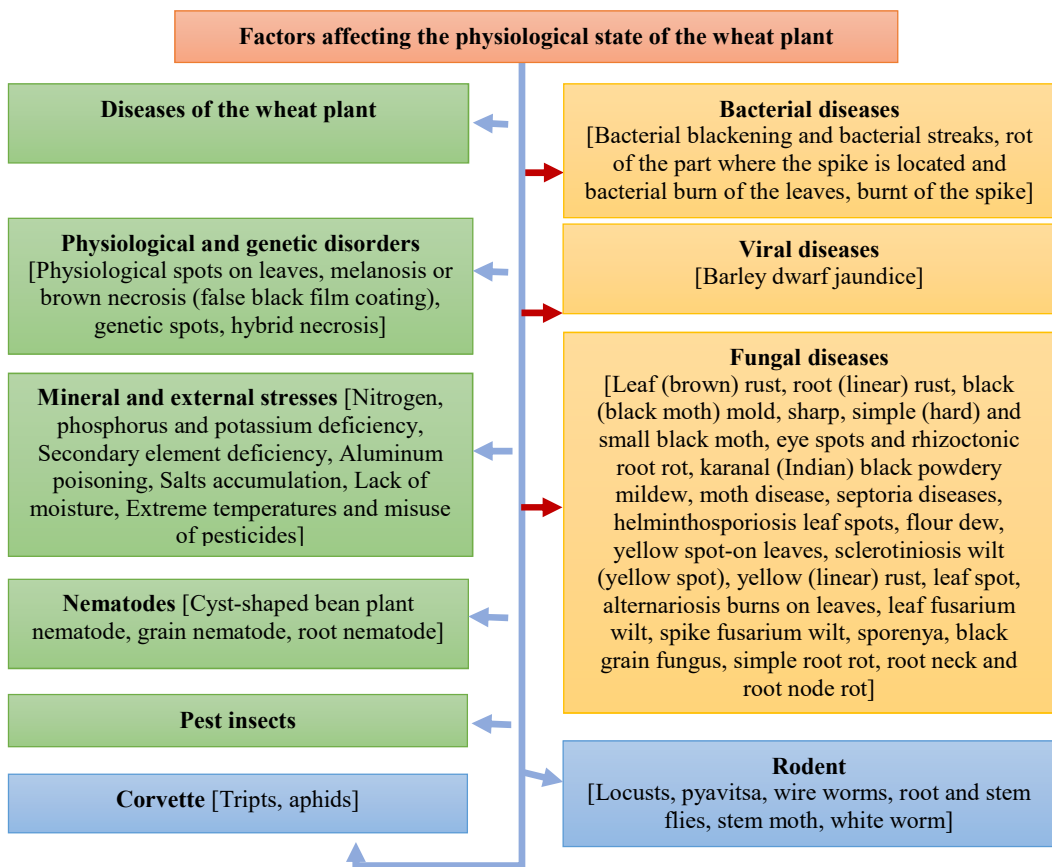 Factors affecting the physiological state of the wheat plant
Diseases of the wheat plant
Physiological and genetic disorders
[Physiological spots on leaves, melanosis or
brown necrosis (false black film coating),
genetic spots, hybrid necrosis]
Mineral and external stresses [Nitrogen,
phosphorus and potassium deficiency,
Secondary element deficiency, Aluminum
poisoning, Salts accumulation, Lack of
moisture, Extreme temperatures and misuse
of pesticides]
Nematodes [Cyst-shaped bean plant
nematode, grain nematode, root nematode]
Pest insects
Corvette [Tripts, aphids]
Bacterial diseases
[Bacterial blackening and bacterial streaks, rot
of the part where the spike is located and
bacterial burn of the leaves, burnt of the spike]
Viral diseases
[Barley dwarf jaundice]
Fungal diseases
[Leaf (brown) rust, root (linear) rust, black
(black moth) mold, sharp, simple (hard) and
small black moth, eye spots and rhizoctonic
root rot, karanal (Indian) black powdery
mildew, moth disease, septoria diseases,
helminthosporiosis leaf spots, flour dew,
yellow spot-on leaves, sclerotiniosis wilt
(yellow spot), yellow (linear) rust, leaf spot,
alternariosis burns on leaves, leaf fusarium
wilt, spike fusarium wilt, sporenya, black
grain fungus, simple root rot, root neck and
root node rot]
Rodent
[Locusts, pyavitsa, wire worms, root and stem
flies, stem moth, white worm]